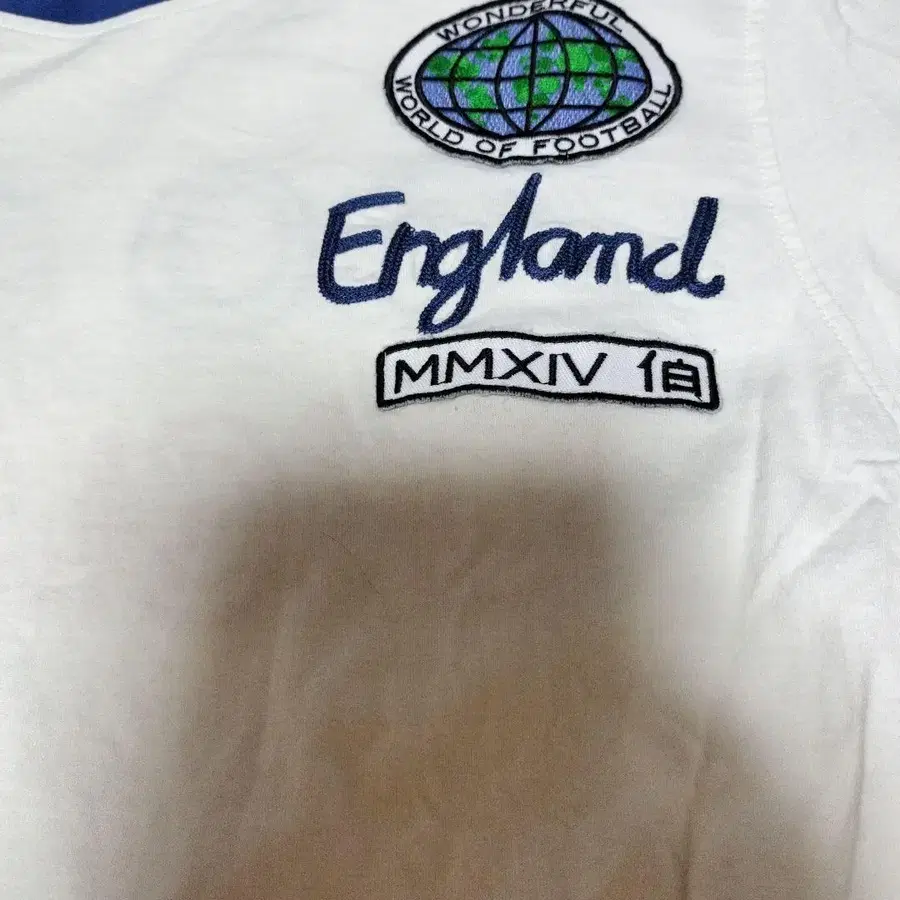 WONDERFUL
WORLD OF FOOTBALL
England
MMXIV 伯